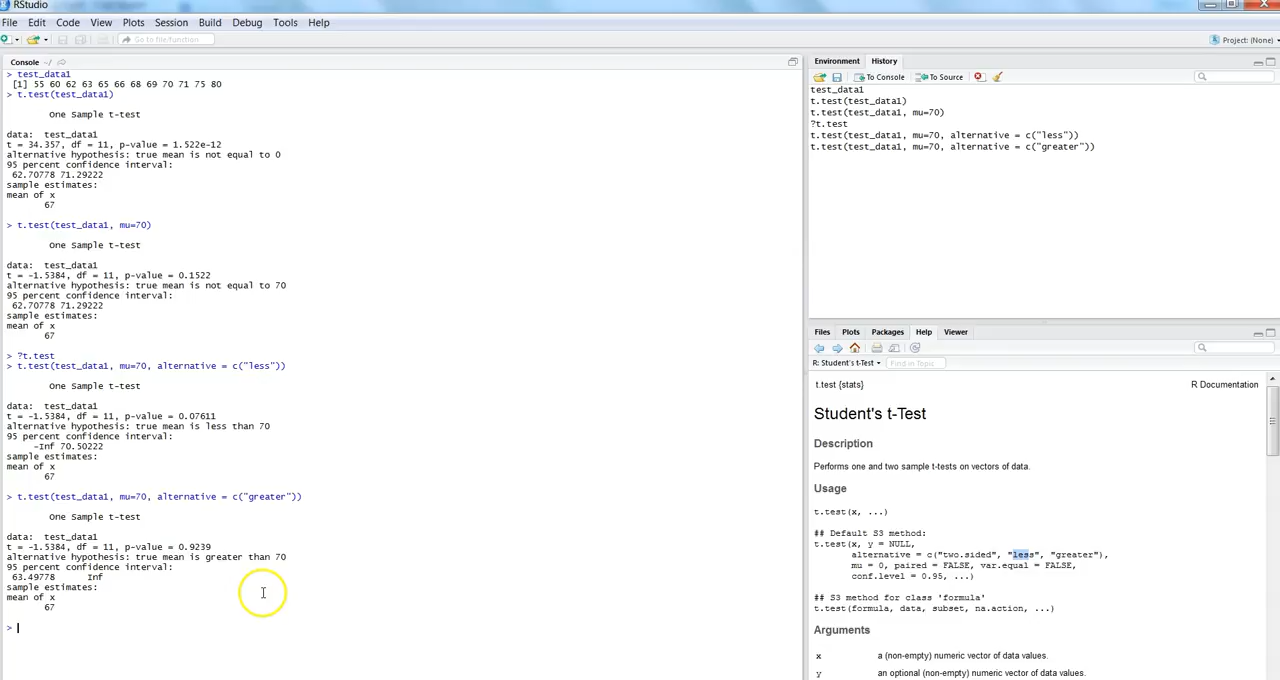 RStudio
File Edit Code View Plots Session Build Debug Tools Help
Go to file/function
Project: (None)
Console ~/
> test_data1
[1] 55 60 62 63 65 66 68 69 70 71 75 80
> t.test(test_data1)
One Sample t-test
data: test_data1
t = 34.357, df = 11, p-value = 1.522e-12
alternative hypothesis: true mean is not equal to 0
95 percent confidence interval:
62.70778 71.29222
sample estimates:
mean of x
67
> t.test(test_data1, mu=70)
One Sample t-test
data: test_data1
t = -1.5384, df = 11, p-value = 0.1522
alternative hypothesis: true mean is not equal to 70
95 percent confidence interval:
62.70778 71.29222
sample estimates:
mean of x
67
> ?t.test
> t.test(test_data1, mu=70, alternative = c("less"))
One Sample t-test
data: test_data1
t = -1.5384, df = 11, p-value = 0.07611
alternative hypothesis: true mean is less than 70
95 percent confidence interval:
-Inf 70.50222
sample estimates:
mean of x
67
> t.test(test_data1, mu=70, alternative = c("greater"))
One Sample t-test
data: test_data1
t = -1.5384, df = 11, p-value = 0.9239
alternative hypothesis: true mean is greater than 70
95 percent confidence interval:
63.49778 Inf
sample estimates:
mean of x
67
>
Environment History
To Console To Source
test_data1
t.test(test_data1)
t.test(test_data1, mu=70)
?t.test
t.test(test_data1, mu=70, alternative = c("less"))
t.test(test_data1, mu=70, alternative = c("greater"))
Files Plots Packages Help Viewer
R: Student's t-Test Find in Topic
t.test {stats} R Documentation
Student's t-Test
Description
Performs one and two sample t-tests on vectors of data.
Usage
t.test(x, ...)
## Default S3 method:
t.test(x, y = NULL,
alternative = c("two.sided", "less", "greater"),
mu = 0, paired = FALSE, var.equal = FALSE,
conf.level = 0.95, ...)
## S3 method for class 'formula'
t.test(formula, data, subset, na.action, ...)
Arguments
x a (non-empty) numeric vector of data values.
y an optional (non-empty) numeric vector of data values.